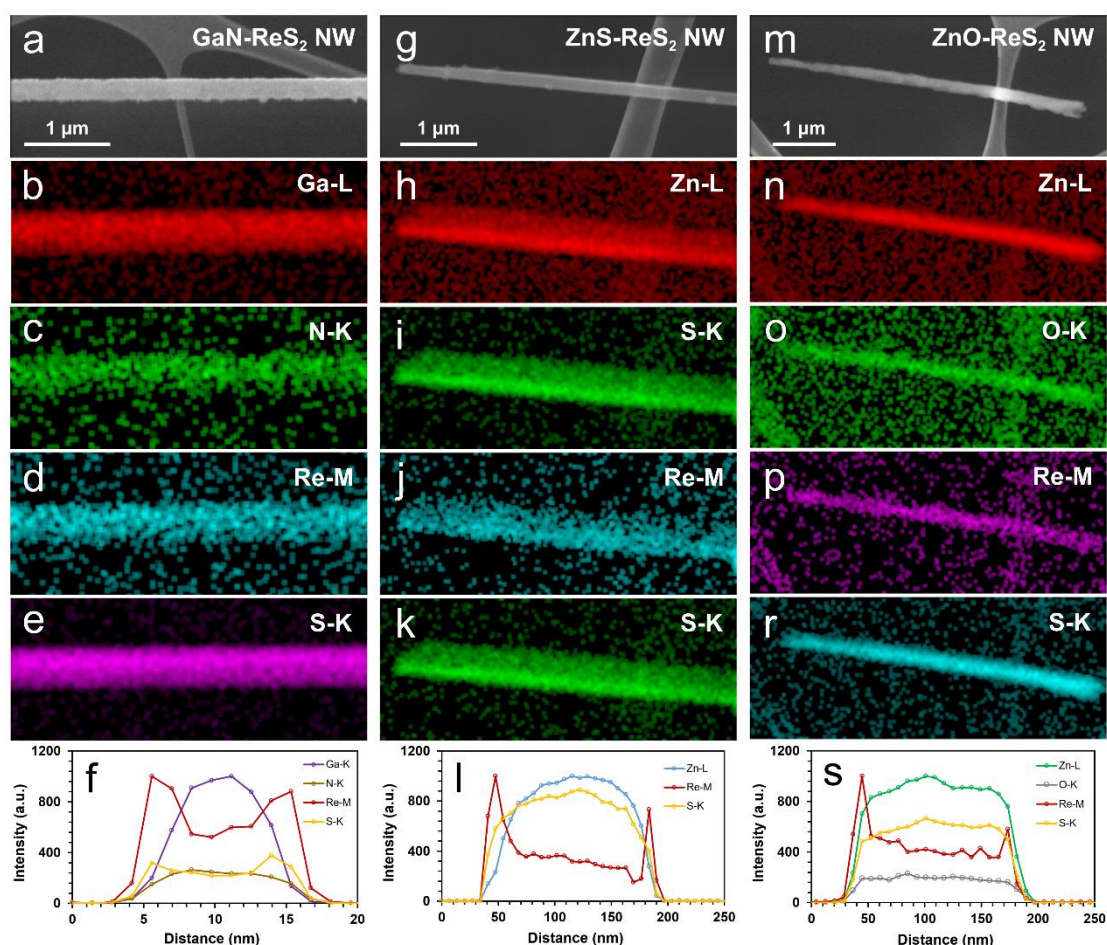 a
GaN-ReS₂ NW
1 µm
b
Ga-L
c
N-K
d
Re-M
e
S-K
1200
800
400
0
Intensity (a.u.)
f
Ga-K
N-K
Re-M
S-K
0 5 10 15 20
Distance (nm)
g
ZnS-ReS₂ NW
1 µm
h
Zn-L
i
S-K
j
Re-M
k
S-K
1200
800
400
0
Intensity (a.u.)
l
Zn-L
Re-M
S-K
0 50 100 150 200 250
Distance (nm)
m
ZnO-ReS₂ NW
1 µm
n
Zn-L
o
O-K
p
Re-M
r
S-K
1200
800
400
0
Intensity (a.u.)
s
Zn-L
O-K
Re-M
S-K
0 50 100 150 200 250
Distance (nm)